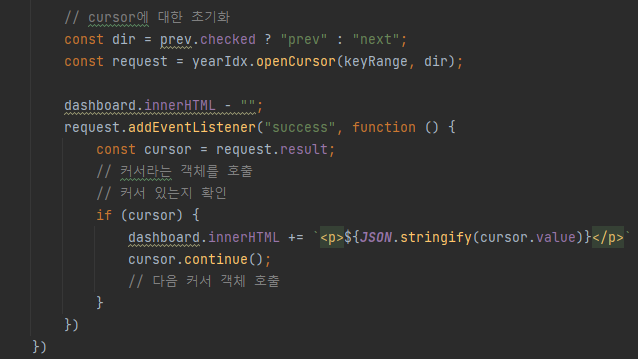 // cursor에 대한 초기화
const dir = prev.checked ? "prev" : "next";
const request = yearIdx.openCursor(keyRange, dir);
dashboard.innerHTML - "";
request.addEventListener("success", function () {
const cursor = request.result;
// 커서라는 객체를 호출
// 커서 있는지 확인
if (cursor) {
dashboard.innerHTML += `<p>${JSON.stringify(cursor.value)}</p>`
cursor.continue();
// 다음 커서 객체 호출
}
})
})